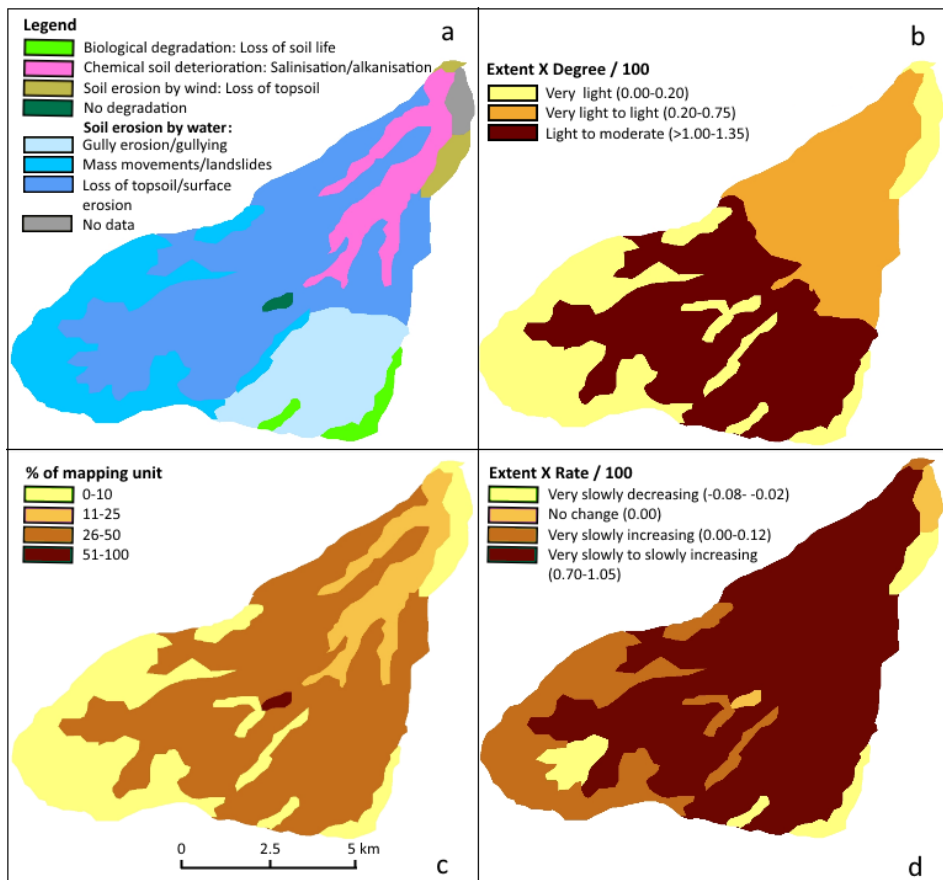 Legend
a
Biological degradation: Loss of soil life
Chemical soil deterioration: Salinisation/alkanisation
Soil erosion by wind: Loss of topsoil
No degradation
Soil erosion by water:
Gully erosion/gullying
Mass movements/landslides
Loss of topsoil/surface
erosion
No data
b
Extent X Degree / 100
Very light (0.00-0.20)
Very light to light (0.20-0.75)
Light to moderate (>1.00-1.35)
% of mapping unit
0-10
11-25
26-50
51-100
0 2.5 5 km
c
Extent X Rate / 100
Very slowly decreasing (-0.08- -0.02)
No change (0.00)
Very slowly increasing (0.00-0.12)
Very slowly to slowly increasing
(0.70-1.05)
d